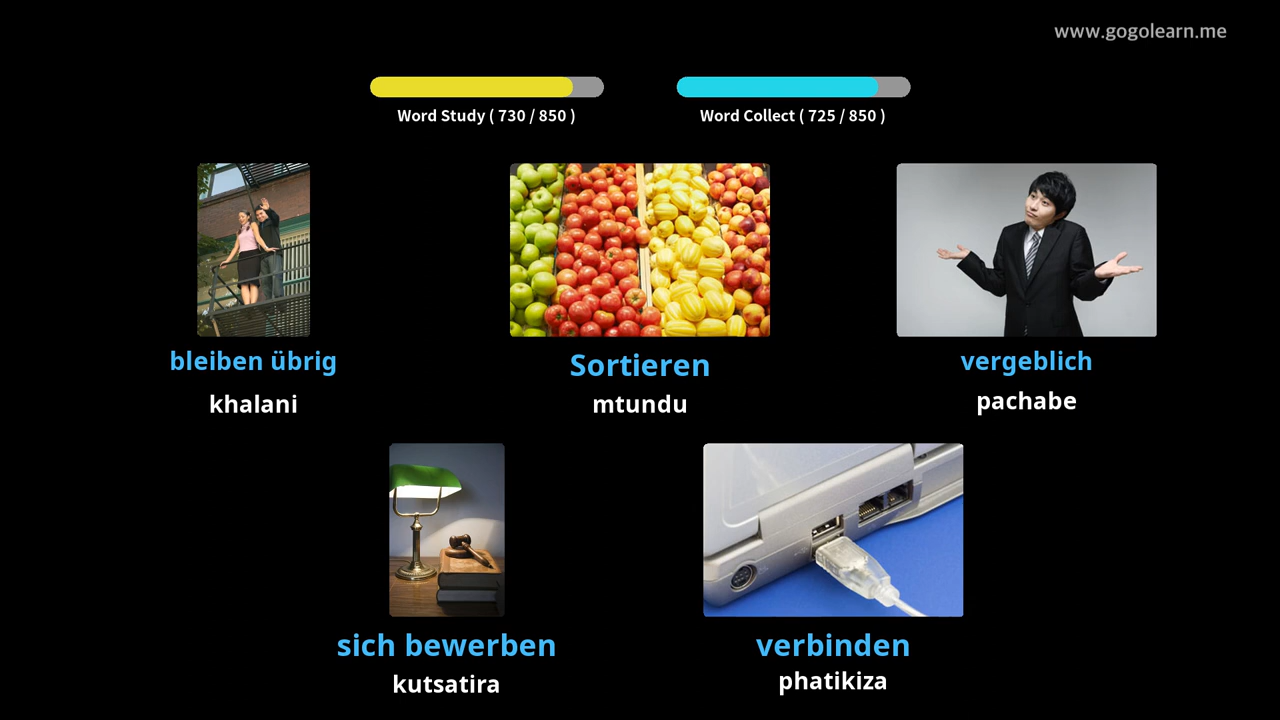 www.gogolearn.me
Word Study ( 730 / 850 )
Word Collect ( 725 / 850 )
bleiben übrig
khalani
Sortieren
mtundu
vergeblich
pachabe
sich bewerben
kutsatira
verbinden
phatikiza